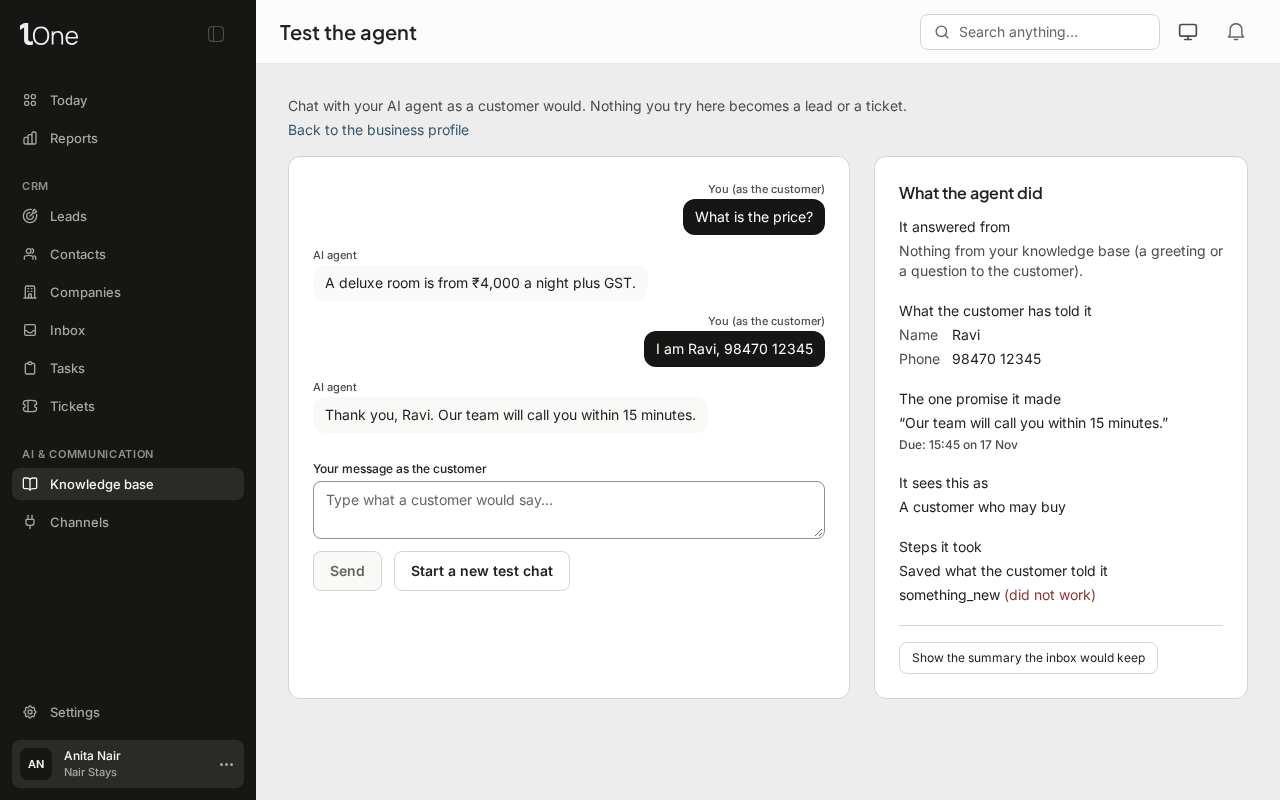 1One
Today
Reports
CRM
Leads
Contacts
Companies
Inbox
Tasks
Tickets
AI & COMMUNICATION
Knowledge base
Channels
Settings
AN
Anita Nair
Nair Stays
Test the agent
Search anything...
Chat with your AI agent as a customer would. Nothing you try here becomes a lead or a ticket.
Back to the business profile
You (as the customer)
What is the price?
AI agent
A deluxe room is from ₹4,000 a night plus GST.
You (as the customer)
I am Ravi, 98470 12345
AI agent
Thank you, Ravi. Our team will call you within 15 minutes.
Your message as the customer
Type what a customer would say...
Send
Start a new test chat
What the agent did
It answered from
Nothing from your knowledge base (a greeting or
a question to the customer).
What the customer has told it
Name Ravi
Phone 98470 12345
The one promise it made
“Our team will call you within 15 minutes.”
Due: 15:45 on 17 Nov
It sees this as
A customer who may buy
Steps it took
Saved what the customer told it
something_new (did not work)
Show the summary the inbox would keep